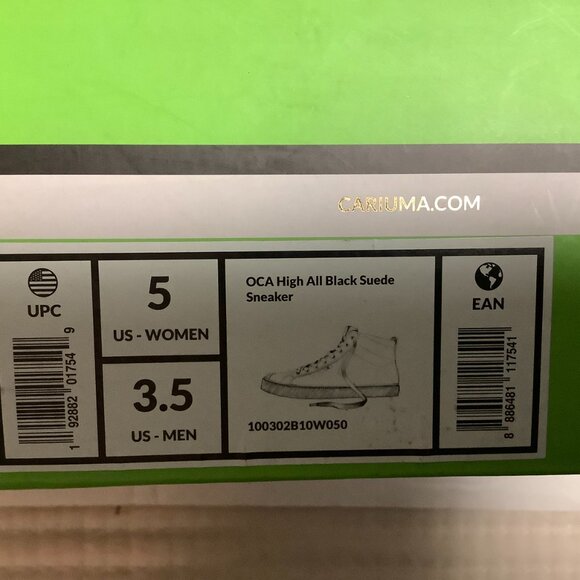 CARIUMA.COM
UPC
1 92882 01754 9
5
US - WOMEN
3.5
US - MEN
OCA High All Black Suede
Sneaker
100302B10W050
EAN
8 886481 117541